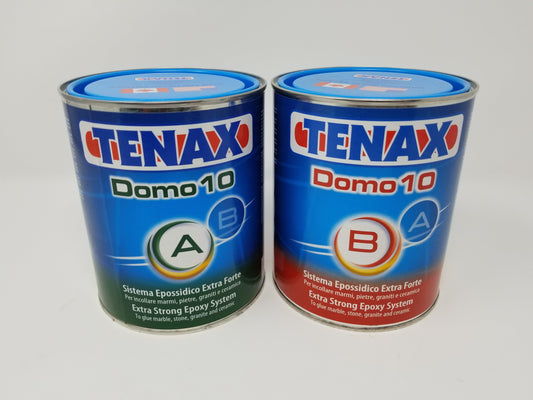 TENAX
Domo 10
A B
Sistema Epossidico Extra Forte
Per incollare marmi, pietre, graniti e ceramica
Extra Strong Epoxy System
To glue marble, stone, granite and ceramic
TENAX
Domo 10
B A
Sistema Epossidico Extra Forte
Per incollare marmi, pietre, graniti e ceramica
Extra Strong Epoxy System
To glue marble, stone, granite and ceramic